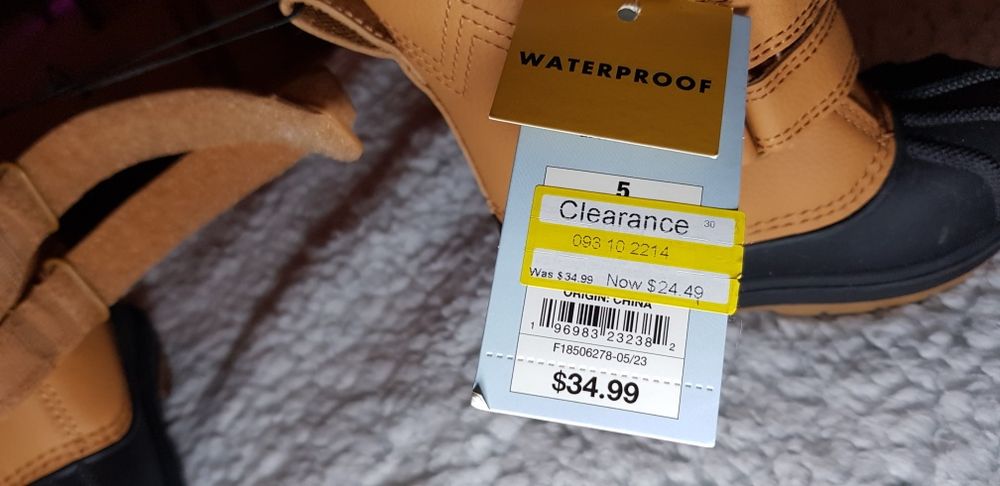 WATERPROOF
5
Clearance 30
093 10 2214
Was $34.99 Now $24.49
ORIGIN: CHINA
1 96983 23238 2
F18506278-05/23
$34.99